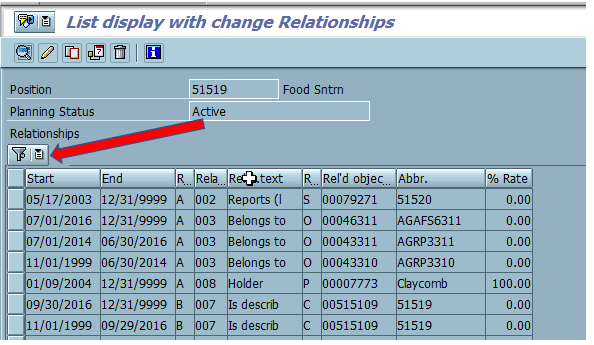 List display with change Relationships
Position 51519 Food Sntrn
Planning Status Active
Relationships
Start End R... Rela... Re text R... Rel'd objec... Abbr. % Rate
05/17/2003 12/31/9999 A 002 Reports (l S 00079271 51520 0.00
07/01/2016 12/31/9999 A 003 Belongs to O 00046311 AGAFS6311 0.00
07/01/2014 06/30/2016 A 003 Belongs to O 00043311 AGRP3311 0.00
11/01/1999 06/30/2014 A 003 Belongs to O 00043310 AGRP3310 0.00
01/09/2004 12/31/9999 A 008 Holder P 00007773 Claycomb 100.00
09/30/2016 12/31/9999 B 007 Is describ C 00515109 51519 0.00
11/01/1999 09/29/2016 B 007 Is describ C 00515109 51519 0.00